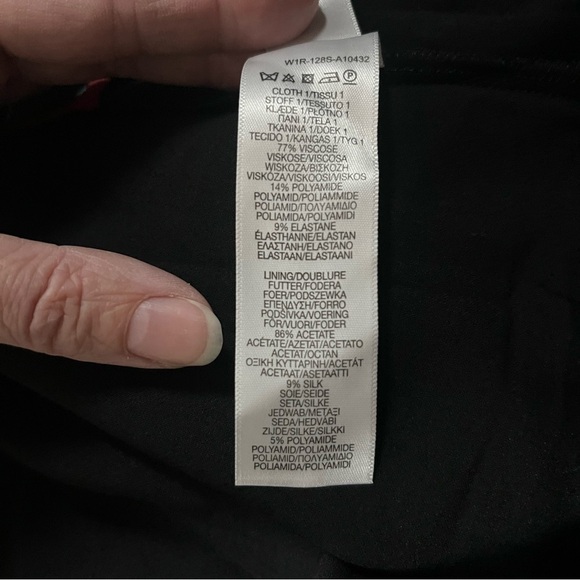 W1R-128S-A10432
CLOTH 1/TISSU 1
STOFF 1/TESSUTO 1
KLÆDE 1/PŁÓTNO 1
ΠΑΝΙ 1/TELA 1
TKANINA 1/DOEK 1
TECIDO 1/KANGAS 1/TYG 1
77% VISCOSE
VISKOSE/VISCOSA
WISKOZA/ΒΙΣΚΟΖΗ
VISKÓZA/VISKOOSI/VISKOS
14% POLYAMIDE
POLYAMID/POLIAMMIDE
POLIAMID/ΠΟΛΥΑΜΙΔΙΟ
POLIAMIDA/POLYAMIDI
9% ELASTANE
ÉLASTHANNE/ELASTAN
ΕΛΑΣΤΑΝΗ/ELASTANO
ELASTAAN/ELASTAANI
LINING/DOUBLURE
FUTTER/FODERA
FOER/PODSZEWKA
ΕΠΕΝΔΥΣΗ/FORRO
PODŠÍVKA/VOERING
FÔR/VUORI/FODER
86% ACETATE
ACÉTATE/AZETAT/ACETATO
ACETAT/OCTAN
ΟΞΙΚΗ ΚΥΤΤΑΡΙΝΗ/ACETÁT
ACETAAT/ASETAATTI
9% SILK
SOIE/SEIDE
SETA/SILKE
JEDWAB/ΜΕΤΑΞΙ
SEDA/HEDVÁBÍ
ZIJDE/SILKE/SILKKI
5% POLYAMIDE
POLYAMID/POLIAMMIDE
POLIAMID/ΠΟΛΥΑΜΙΔΙΟ
POLIAMIDA/POLYAMIDI